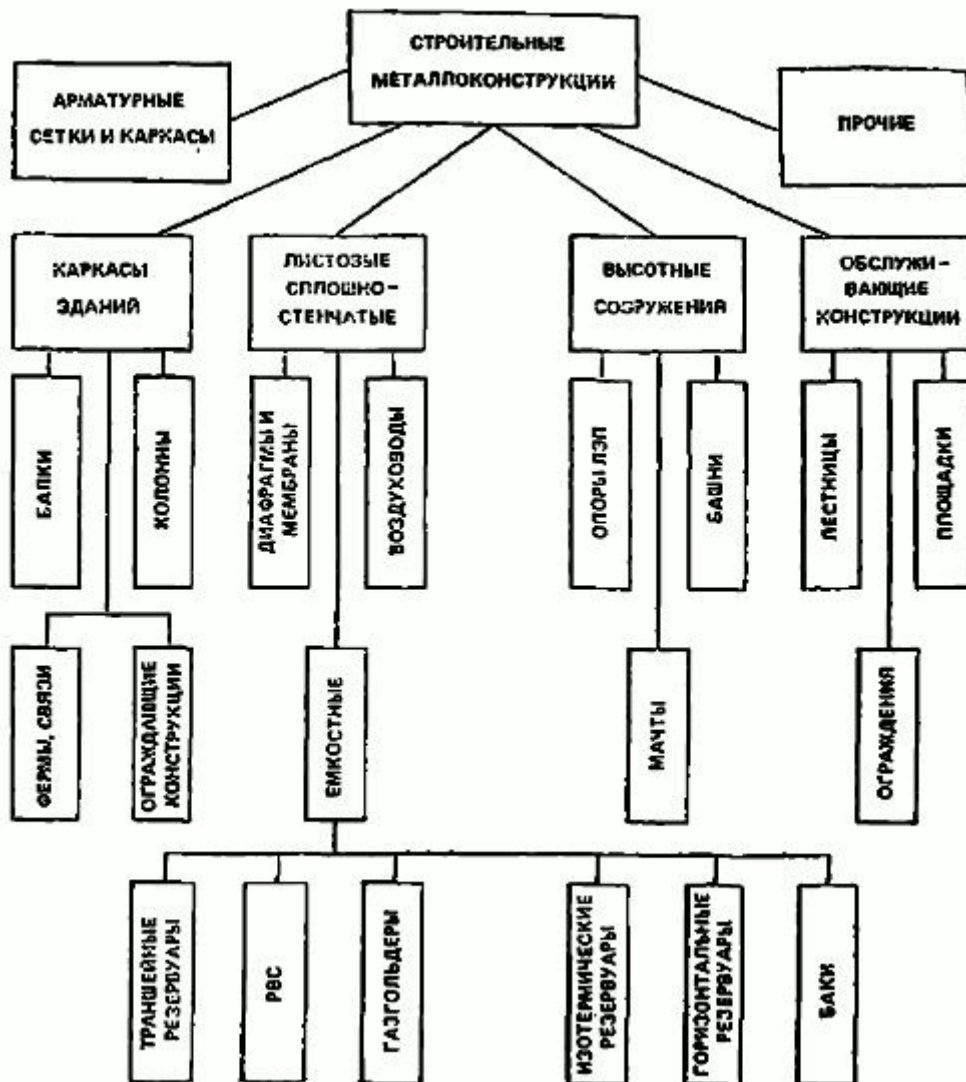 СТРОИТЕЛЬНЫЕ
МЕТАЛЛОКОНСТРУКЦИИ
АРМАТУРНЫЕ
СЕТКИ И КАРКАСЫ
ПРОЧИЕ
КАРКАСЫ
ЗДАНИЙ
ЛИСТОВЫЕ
СПЛОШНО-
СТЕНЧАТЫЕ
ВЫСОТНЫЕ
СООРУЖЕНИЯ
ОБСЛУЖИ-
ВАЮЩИЕ
КОНСТРУКЦИИ
БАЛКИ
КОЛОННЫ
ДИАФРАГМЫ И
МЕМБРАНЫ
ВОЗДУХОВОДЫ
ОПОРЫ ЛЭП
БАШНИ
ЛЕСТНИЦЫ
ПЛОЩАДКИ
ФЕРМЫ, СВЯЗИ
ОГРАЖДАЮЩИЕ
КОНСТРУКЦИИ
ЕМКОСТНЫЕ
МАЧТЫ
ОГРАЖДЕНИЯ
ТРАНШЕЙНЫЕ
РЕЗЕРВУАРЫ
РВС
ГАЗГОЛЬДЕРЫ
ИЗОТЕРМИЧЕСКИЕ
РЕЗЕРВУАРЫ
ГОРИЗОНТАЛЬНЫЕ
РЕЗЕРВУАРЫ
БАКИ